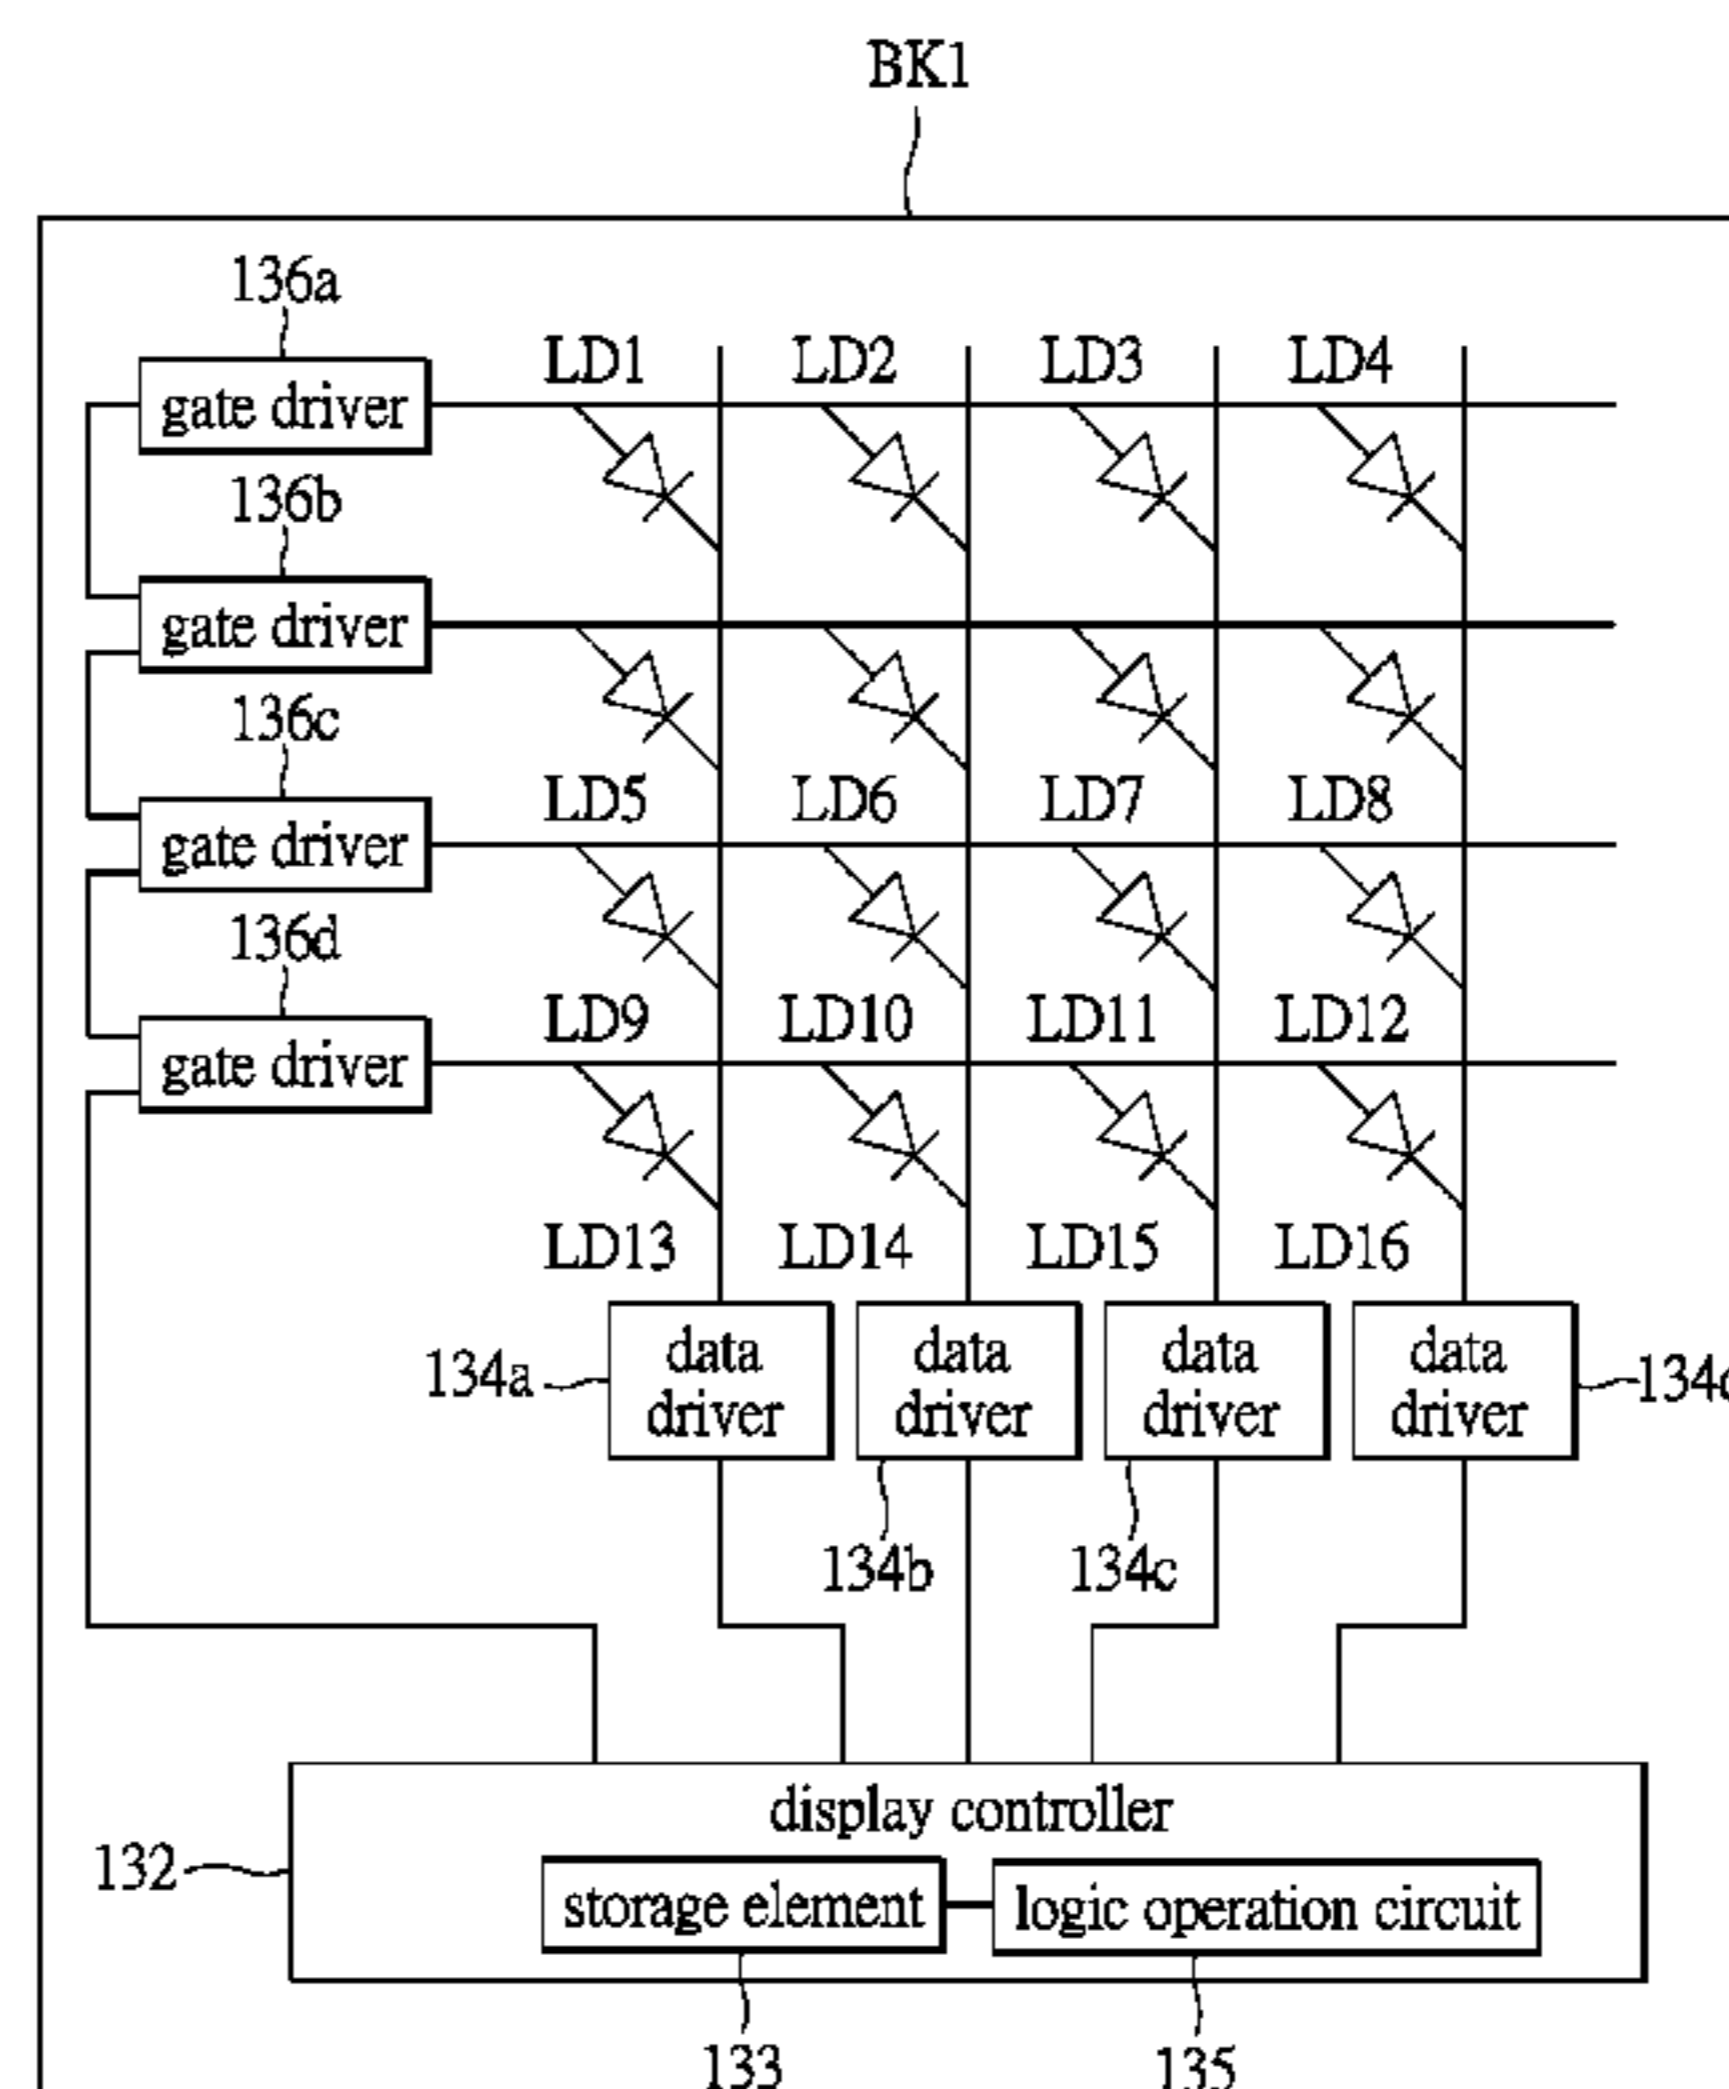 BK1
136a
gate driver
LD1 LD2 LD3 LD4
136b
gate driver
136c
LD5 LD6 LD7 LD8
gate driver
136d
LD9 LD10 LD11 LD12
gate driver
LD13 LD14 LD15 LD16
134a
data
driver
data
driver
data
driver
data
driver
134b
134c
display controller
132
storage element
logic operation circuit
133
135